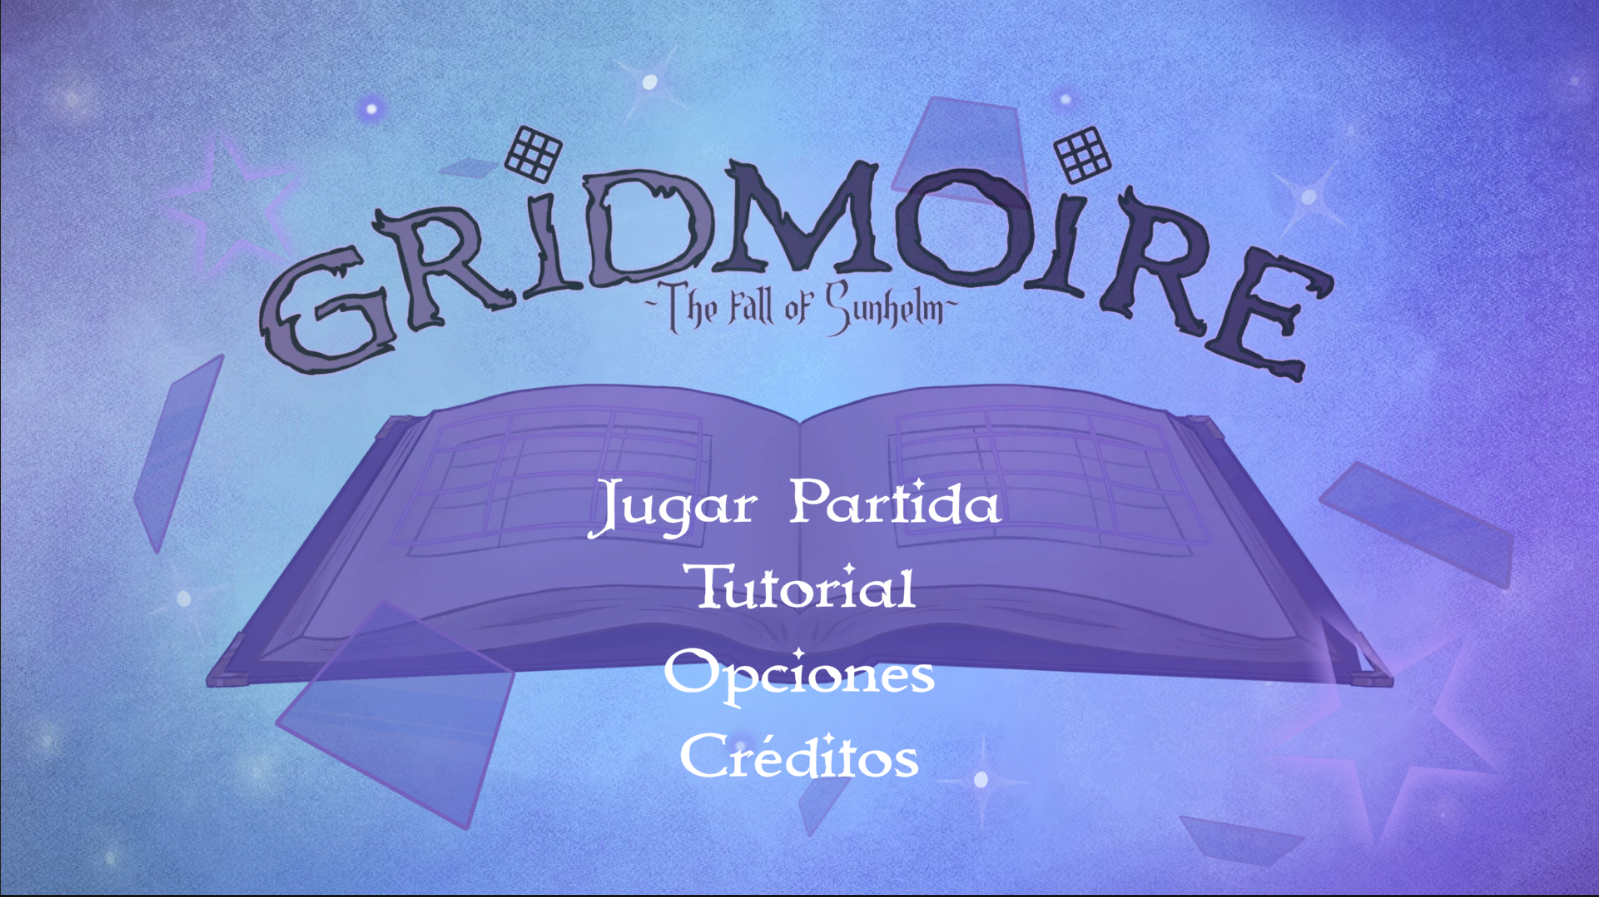 GRiDMOiRE
~The Fall of Sunhelm~
Jugar Partida
Tutorial
Opciones
Créditos